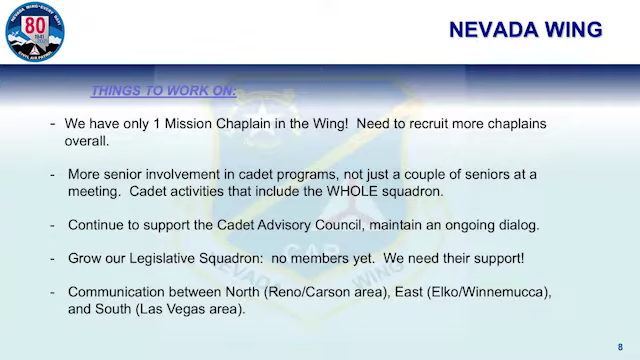 80
1941
NEVADA WING
THINGS TO WORK ON:
- We have only 1 Mission Chaplain in the Wing! Need to recruit more chaplains
overall.
- More senior involvement in cadet programs, not just a couple of seniors at a
meeting. Cadet activities that include the WHOLE squadron.
- Continue to support the Cadet Advisory Council, maintain an ongoing dialog.
- Grow our Legislative Squadron: no members yet. We need their support!
- Communication between North (Reno/Carson area), East (Elko/Winnemucca),
and South (Las Vegas area).
CAP
NEVADA WING
8